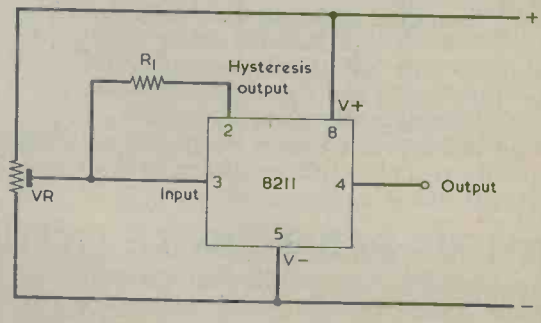 +
R1
Hysteresis
output
V+
2
8
VR
Input
3
8211
4
Output
5
V-
-